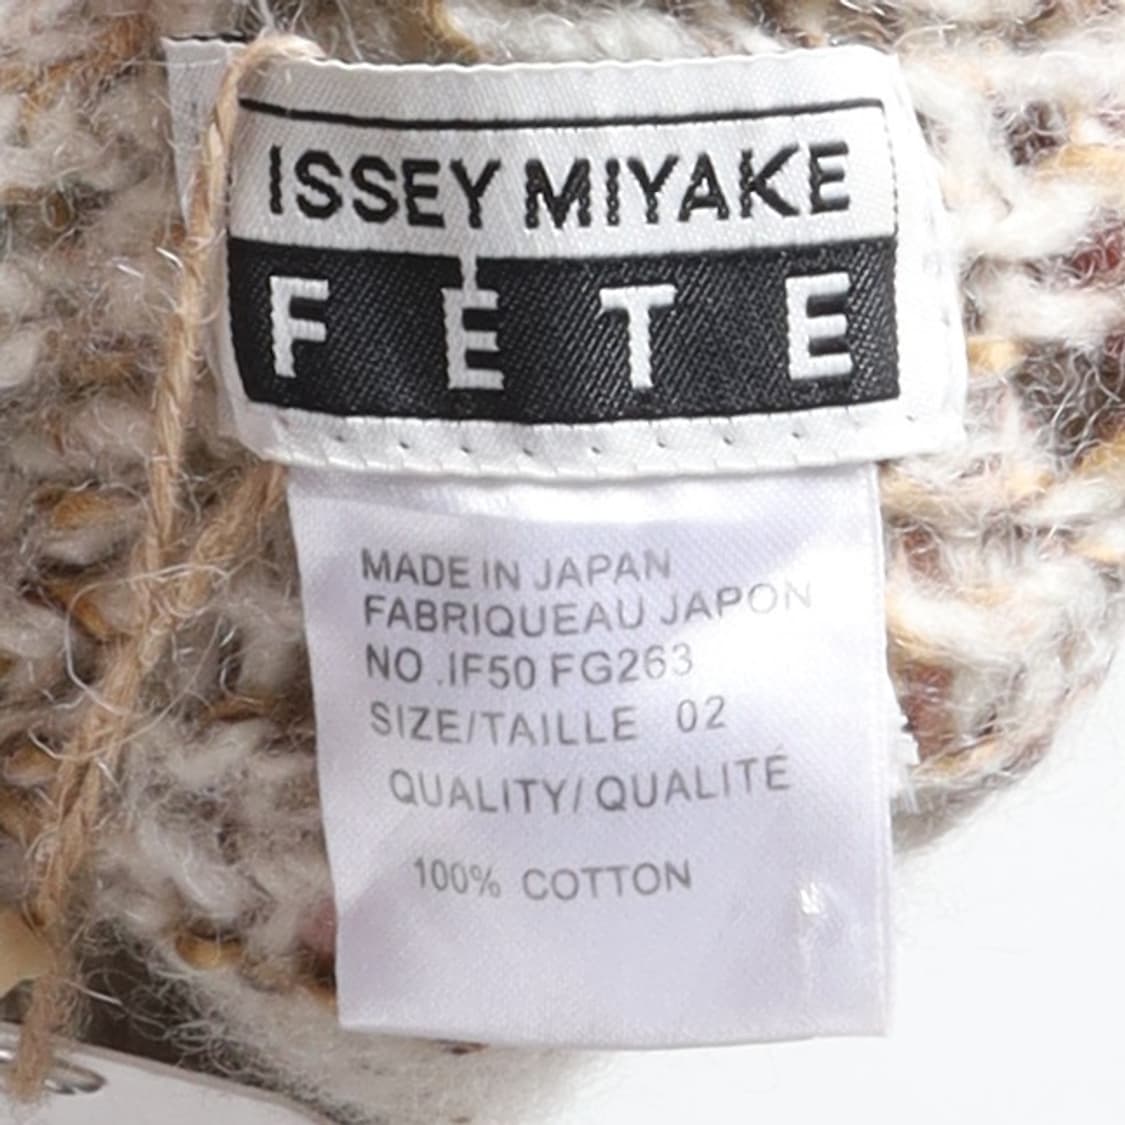 ISSEY MIYAKE
FÊTE
MADE IN JAPAN
FABRIQUEAU JAPON
NO .IF50 FG263
SIZE/TAILLE 02
QUALITY/QUALITÉ
100% COTTON